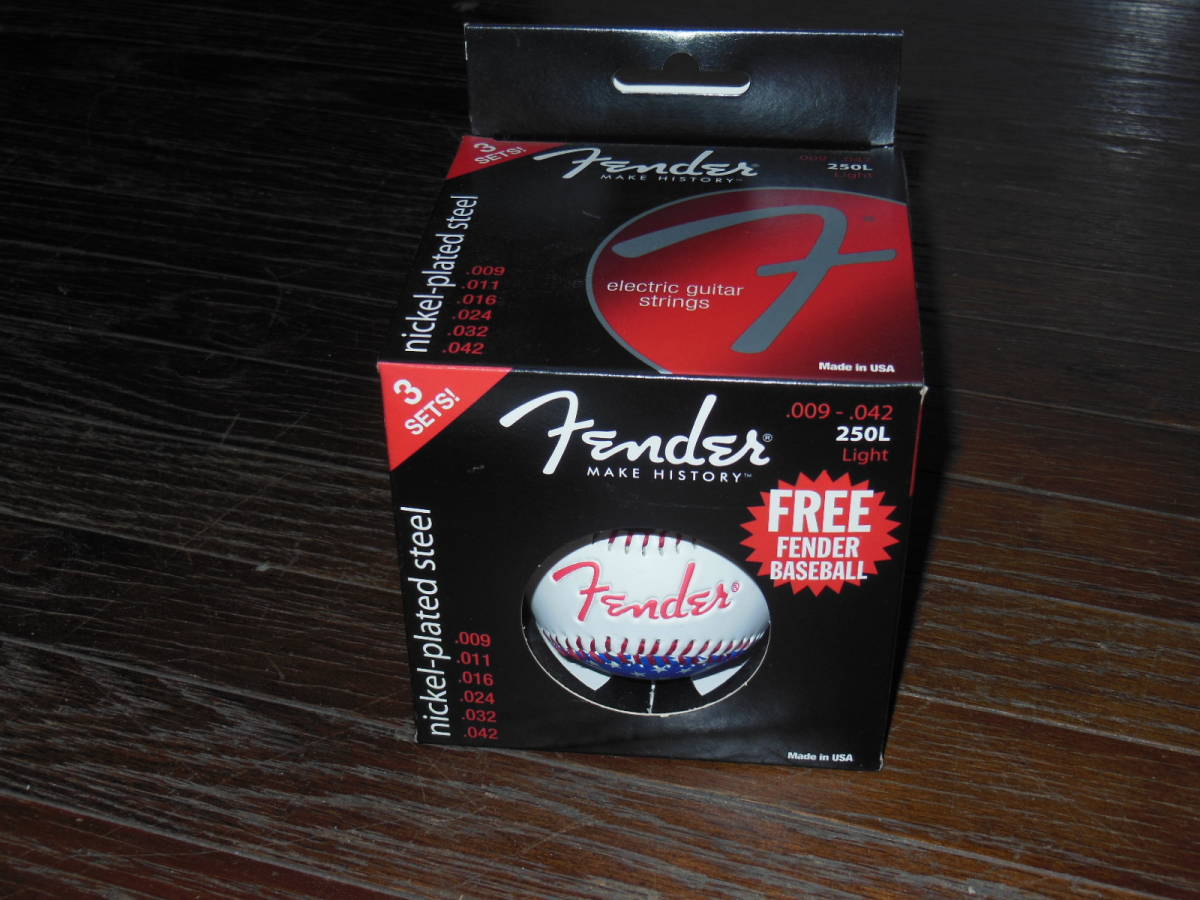 3
SETS!
Fender®
MAKE HISTORY™
.009 - .042
250L
Light
nickel-plated steel
.009
.011
.016
.024
.032
.042
electric guitar
strings
Made in USA
3
SETS!
Fender®
MAKE HISTORY™
.009 - .042
250L
Light
FREE
FENDER
BASEBALL
nickel-plated steel
.009
.011
.016
.024
.032
.042
Fender®
Made in USA